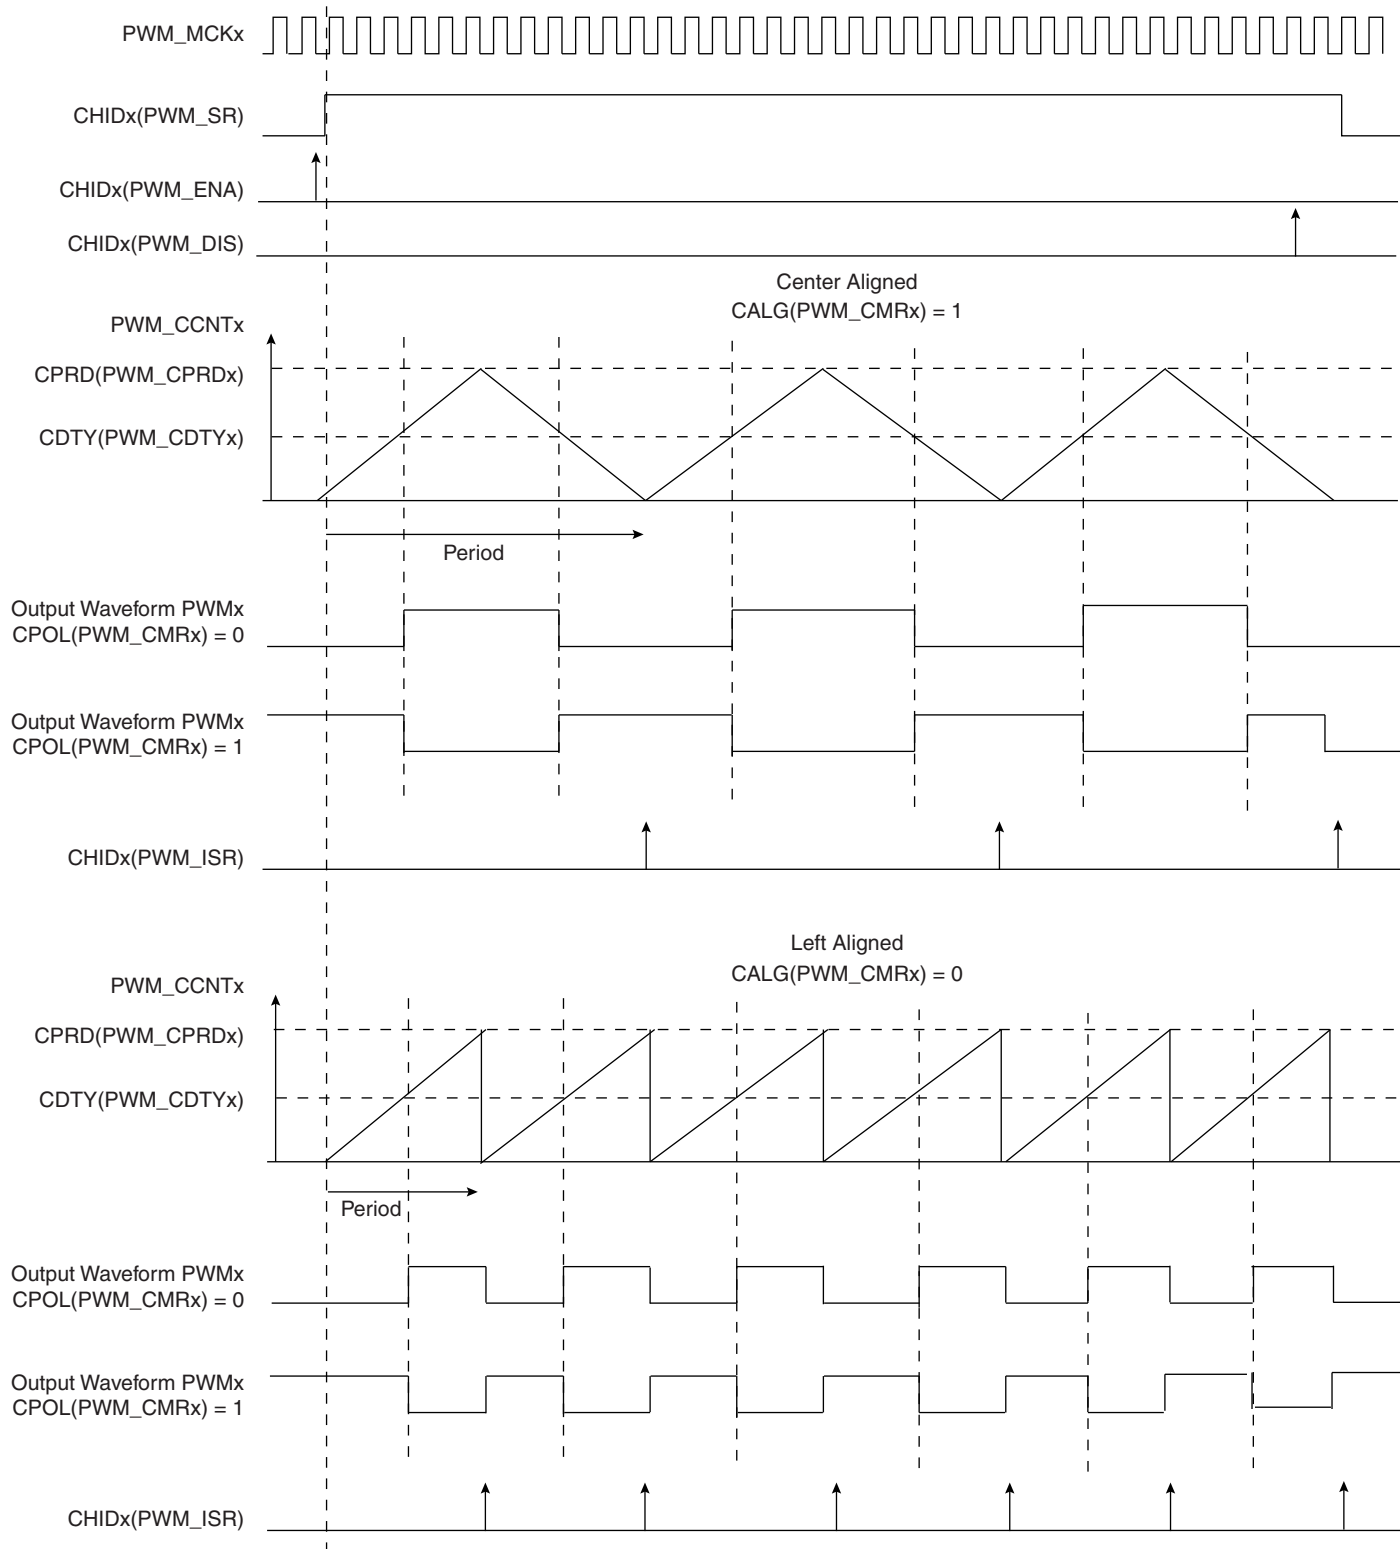 PWM_MCKx
CHIDx(PWM_SR)
CHIDx(PWM_ENA)
CHIDx(PWM_DIS)
Center Aligned
CALG(PWM_CMRx) = 1
PWM_CCNTx
CPRD(PWM_CPRDx)
CDTY(PWM_CDTYx)
Period
Output Waveform PWMx
CPOL(PWM_CMRx) = 0
Output Waveform PWMx
CPOL(PWM_CMRx) = 1
CHIDx(PWM_ISR)
Left Aligned
CALG(PWM_CMRx) = 0
PWM_CCNTx
CPRD(PWM_CPRDx)
CDTY(PWM_CDTYx)
Period
Output Waveform PWMx
CPOL(PWM_CMRx) = 0
Output Waveform PWMx
CPOL(PWM_CMRx) = 1
CHIDx(PWM_ISR)